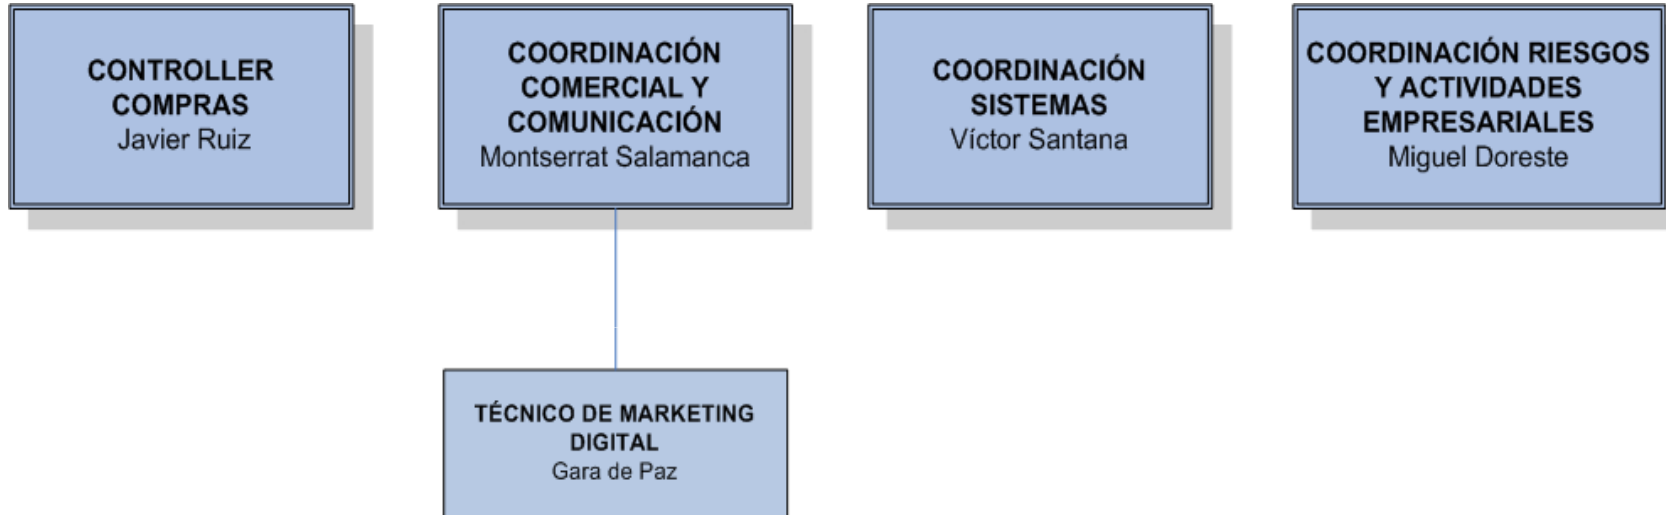 CONTROLLER
COMPRAS
Javier Ruiz
COORDINACIÓN
COMERCIAL Y
COMUNICACIÓN
Montserrat Salamanca
COORDINACIÓN
SISTEMAS
Víctor Santana
COORDINACIÓN RIESGOS
Y ACTIVIDADES
EMPRESARIALES
Miguel Doreste
TÉCNICO DE MARKETING
DIGITAL
Gara de Paz